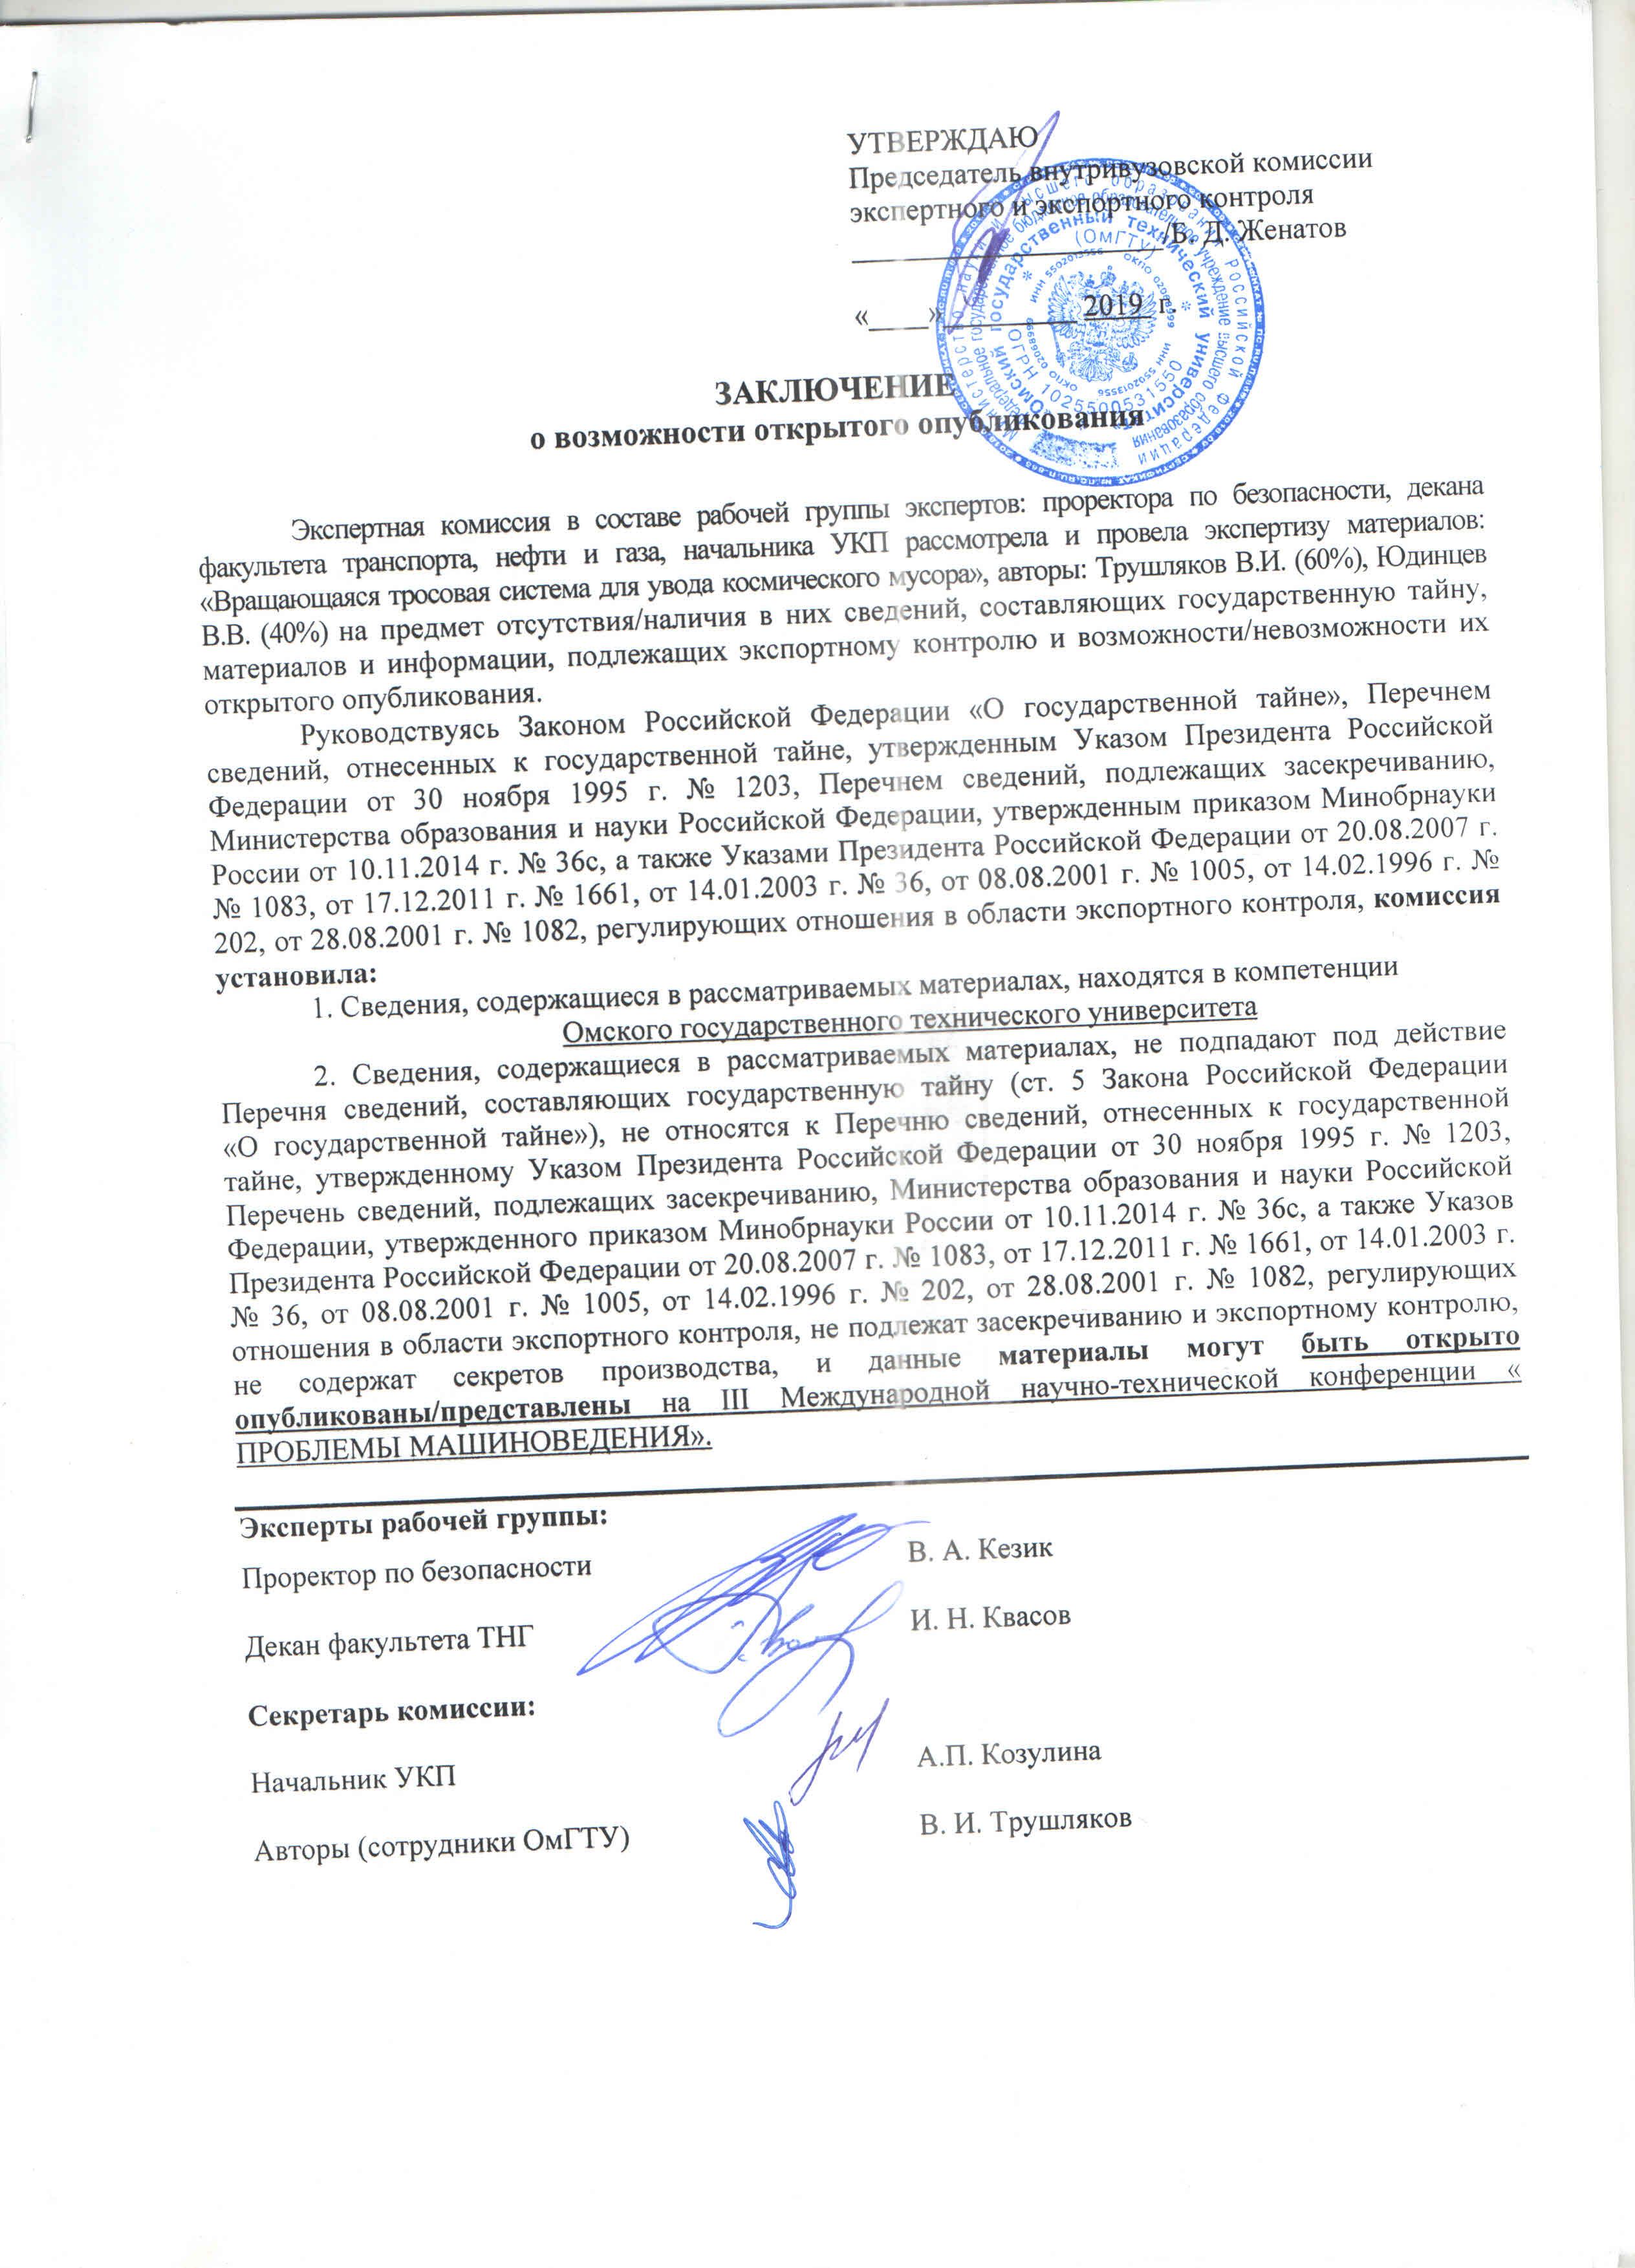 УТВЕРЖДАЮ
Председатель внутривузовской комиссии
экспертного и экспортного контроля
/Б. Д. Женатов
«____»_________ 2019 г.
ЗАКЛЮЧЕНИЕ
о возможности открытого опубликования
Министерство науки и высшего образования Российской Федерации
Федеральное государственное бюджетное образовательное учреждение высшего образования
Омский государственный технический университет
(ОмГТУ)
ОГРН 1025500531550
ИНН 5502013556 ОКПО 02068999 ИНН 5502013556 ОКПО 02068999
Экспертная комиссия в составе рабочей группы экспертов: проректора по безопасности, декана
факультета транспорта, нефти и газа, начальника УКП рассмотрела и провела экспертизу материалов:
«Вращающаяся тросовая система для увода космического мусора», авторы: Трушляков В.И. (60%), Юдинцев
В.В. (40%) на предмет отсутствия/наличия в них сведений, составляющих государственную тайну,
материалов и информации, подлежащих экспортному контролю и возможности/невозможности их
открытого опубликования.
Руководствуясь Законом Российской Федерации «О государственной тайне», Перечнем
сведений, отнесенных к государственной тайне, утвержденным Указом Президента Российской
Федерации от 30 ноября 1995 г. № 1203, Перечнем сведений, подлежащих засекречиванию,
Министерства образования и науки Российской Федерации, утвержденным приказом Минобрнауки
России от 10.11.2014 г. № 36с, а также Указами Президента Российской Федерации от 20.08.2007 г.
№ 1083, от 17.12.2011 г. № 1661, от 14.01.2003 г. № 36, от 08.08.2001 г. № 1005, от 14.02.1996 г. №
202, от 28.08.2001 г. № 1082, регулирующих отношения в области экспортного контроля, комиссия
установила:
1. Сведения, содержащиеся в рассматриваемых материалах, находятся в компетенции
Омского государственного технического университета
2. Сведения, содержащиеся в рассматриваемых материалах, не подпадают под действие
Перечня сведений, составляющих государственную тайну (ст. 5 Закона Российской Федерации
«О государственной тайне»), не относятся к Перечню сведений, отнесенных к государственной
тайне, утвержденному Указом Президента Российской Федерации от 30 ноября 1995 г. № 1203,
Перечень сведений, подлежащих засекречиванию, Министерства образования и науки Российской
Федерации, утвержденного приказом Минобрнауки России от 10.11.2014 г. № 36с, а также Указов
Президента Российской Федерации от 20.08.2007 г. № 1083, от 17.12.2011 г. № 1661, от 14.01.2003 г.
№ 36, от 08.08.2001 г. № 1005, от 14.02.1996 г. № 202, от 28.08.2001 г. № 1082, регулирующих
отношения в области экспортного контроля, не подлежат засекречиванию и экспортному контролю,
не содержат секретов производства, и данные материалы могут быть открыто
опубликованы/представлены на III Международной научно-технической конференции «
ПРОБЛЕМЫ МАШИНОВЕДЕНИЯ».
Эксперты рабочей группы:
Проректор по безопасности В. А. Кезик
Декан факультета ТНГ И. Н. Квасов
Секретарь комиссии:
Начальник УКП А.П. Козулина
Авторы (сотрудники ОмГТУ) В. И. Трушляков